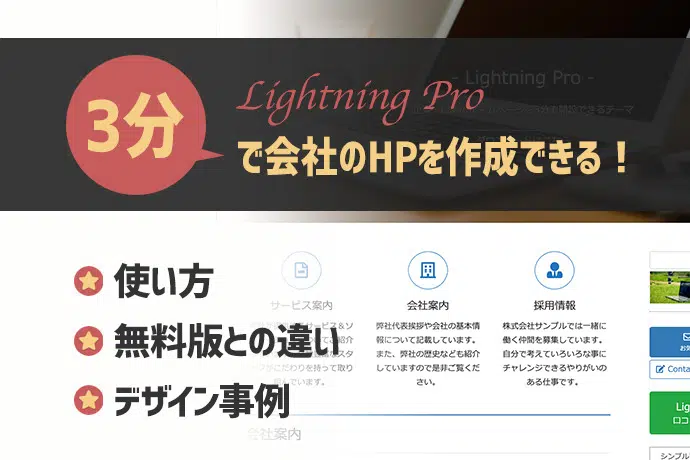 - Lightning Pro -
3分
Lightning Pro
で会社のHPを作成できる！
使い方
無料版との違い
デザイン事例
サービス案内
会社案内
弊社代表挨拶や会社の基本情
報について記載しています。
また、弊社の歴史なども紹介
していますので是非ご覧くだ
さい。
採用情報
株式会社サンプルでは一緒に
働く仲間を募集しています。
自分で考えていろいろな事に
チャレンジできるやりがいの
ある仕事です。
会社案内
Conta
Lig
口コ
シンプル